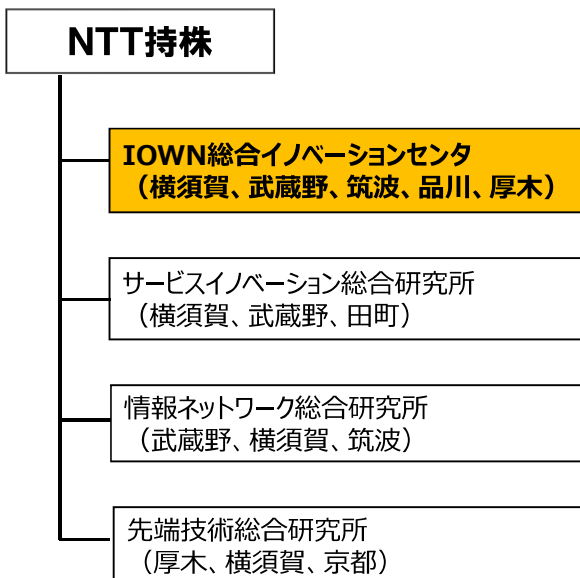 NTT持株
IOWN総合イノベーションセンタ
（横須賀、武蔵野、筑波、品川、厚木）
サービスイノベーション総合研究所
（横須賀、武蔵野、田町）
情報ネットワーク総合研究所
（武蔵野、横須賀、筑波）
先端技術総合研究所
（厚木、横須賀、京都）